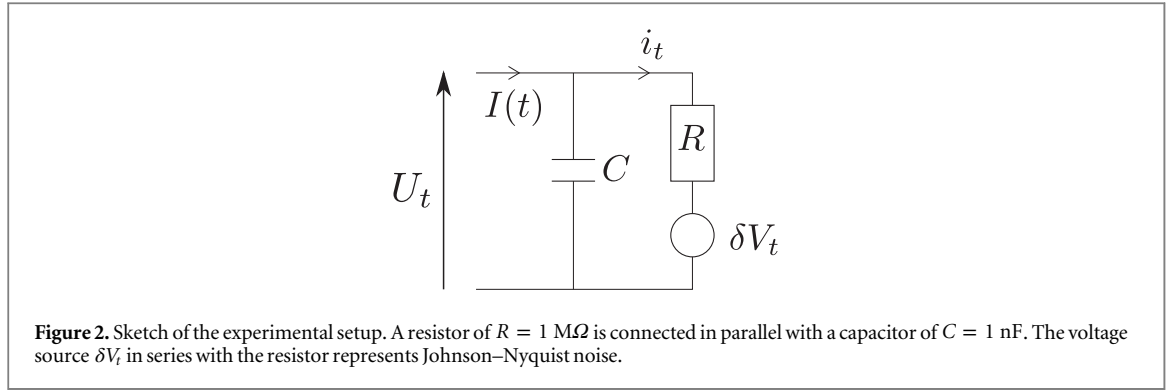 i_t
I(t)
R
C
U_t
δV_t
Figure 2. Sketch of the experimental setup. A resistor of R = 1 MΩ is connected in parallel with a capacitor of C = 1 nF. The voltage
source δV_t in series with the resistor represents Johnson–Nyquist noise.